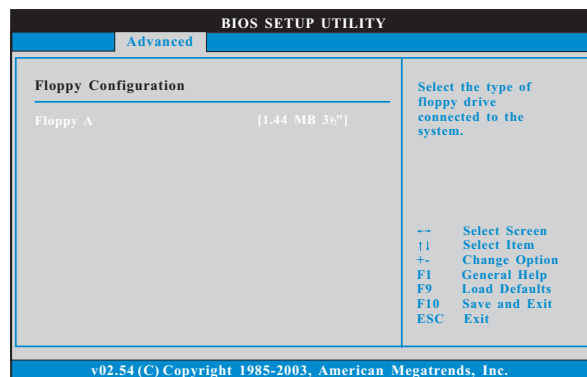 BIOS SETUP UTILITY
Advanced
Floppy Configuration
Floppy A [1.44 MB 3½"]
Select the type of
floppy drive
connected to the
system.
←→ Select Screen
↑↓ Select Item
+- Change Option
F1 General Help
F9 Load Defaults
F10 Save and Exit
ESC Exit
v02.54 (C) Copyright 1985-2003, American Megatrends, Inc.